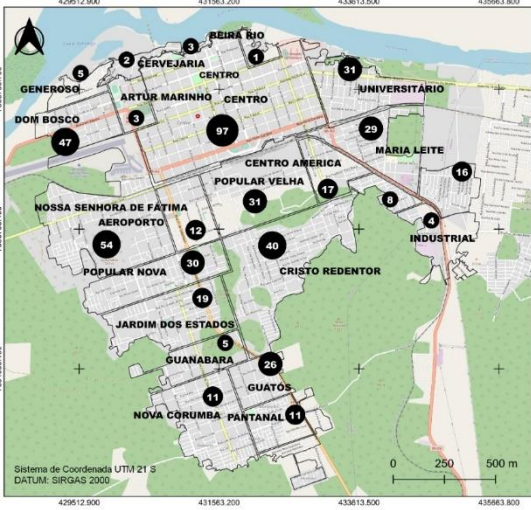 429512.900 431563.200 433613.500 435663.800
BEIRA RIO
3
2
CERVEJARIA
1
5
CENTRO
31
GENEROSO
UNIVERSITÁRIO
ARTUR MARINHO
CENTRO
DOM BOSCO
3
97
29
47
MARIA LEITE
CENTRO AMERICA
16
POPULAR VELHA
17
NOSSA SENHORA DE FÁTIMA
31
8
AEROPORTO
4
12
INDUSTRIAL
54
40
POPULAR NOVA
30
CRISTO REDENTOR
19
JARDIM DOS ESTADOS
5
GUANABARA
26
GUATÓS
11
NOVA CORUMBA
PANTANAL
11
Sistema de Coordenada UTM 21 S
DATUM: SIRGAS 2000
0 250 500 m
429512.900 431563.200 433613.500 435663.800